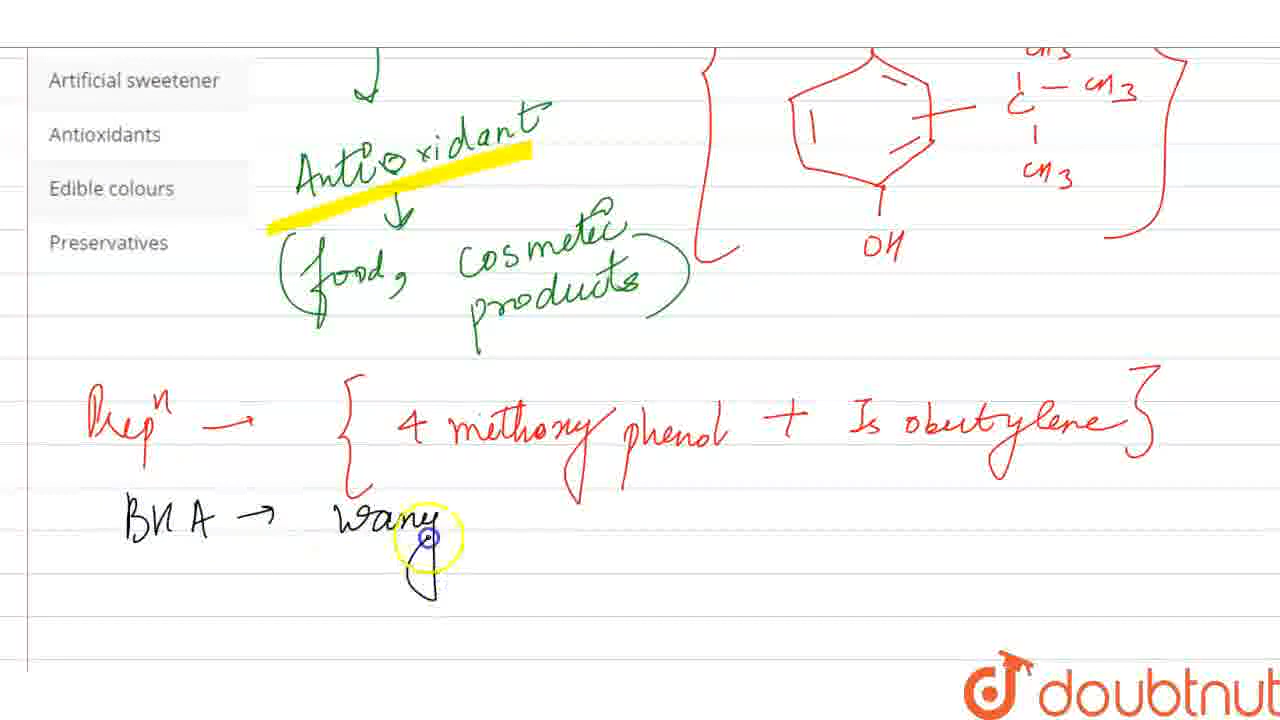 Artificial sweetener
Antioxidants
Edible colours
Preservatives
Antioxidant
(food, cosmetic
products)
CH3
C — CH3
CH3
OH
Prepn → { 4 methoxy phenol + Isobutylene }
BHA → wany
doubtnut